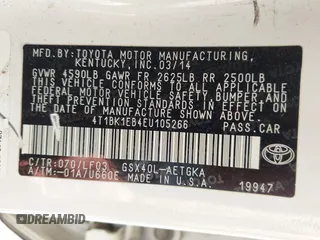 MFD.BY:TOYOTA MOTOR MANUFACTURING,
KENTUCKY,INC.03/14
GVWR 4590LB GAWR FR 2625LB RR 2500LB
THIS VEHICLE CONFORMS TO ALL APPLICABLE
FEDERAL MOTOR VEHICLE SAFETY, BUMPER, AND
THEFT PREVENTION STANDARDS IN EFFECT ON
THE DATE OF MANUFACTURE SHOWN ABOVE.
4T1BK1EB4EU105266 PASS.CAR
MADE IN U.S.A.
C/TR:070/LF03 GSX40L-AETGKA
A/TM:-01A/U660E
TOYOTA
19947